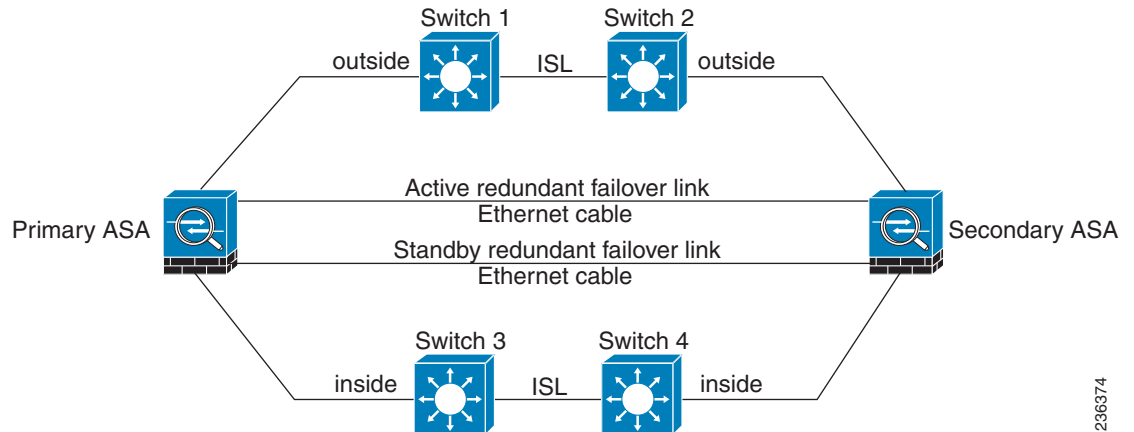 Switch 1
Switch 2
outside
ISL
outside
Active redundant failover link
Ethernet cable
Primary ASA
Secondary ASA
Standby redundant failover link
Ethernet cable
Switch 3
Switch 4
inside
ISL
inside
236374